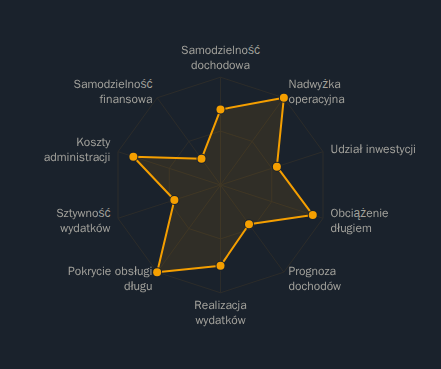 Samodzielność
dochodowa
Nadwyżka
operacyjna
Udział inwestycji
Obciążenie
długiem
Prognoza
dochodów
Realizacja
wydatków
Pokrycie obsługi
długu
Sztywność
wydatków
Koszty
administracji
Samodzielność
finansowa